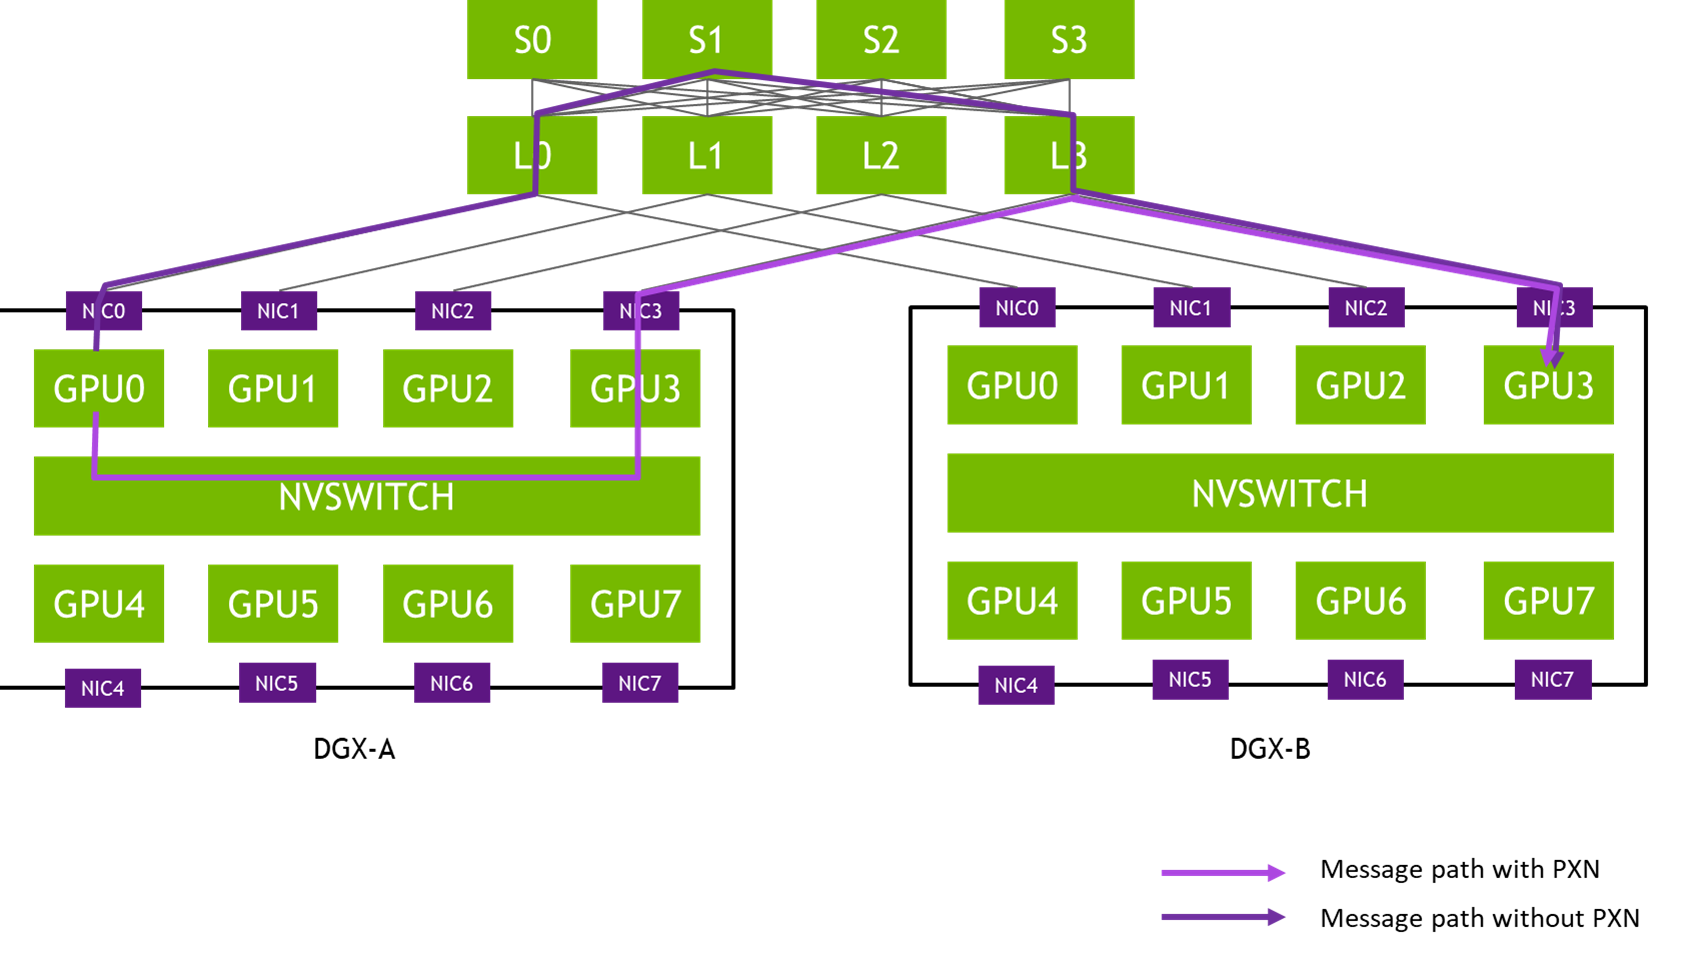 S0 S1 S2 S3
L0 L1 L2 L3
NIC0 NIC1 NIC2 NIC3
GPU0 GPU1 GPU2 GPU3
NVSWITCH
GPU4 GPU5 GPU6 GPU7
NIC4 NIC5 NIC6 NIC7
DGX-A
NIC0 NIC1 NIC2 NIC3
GPU0 GPU1 GPU2 GPU3
NVSWITCH
GPU4 GPU5 GPU6 GPU7
NIC4 NIC5 NIC6 NIC7
DGX-B
Message path with PXN
Message path without PXN